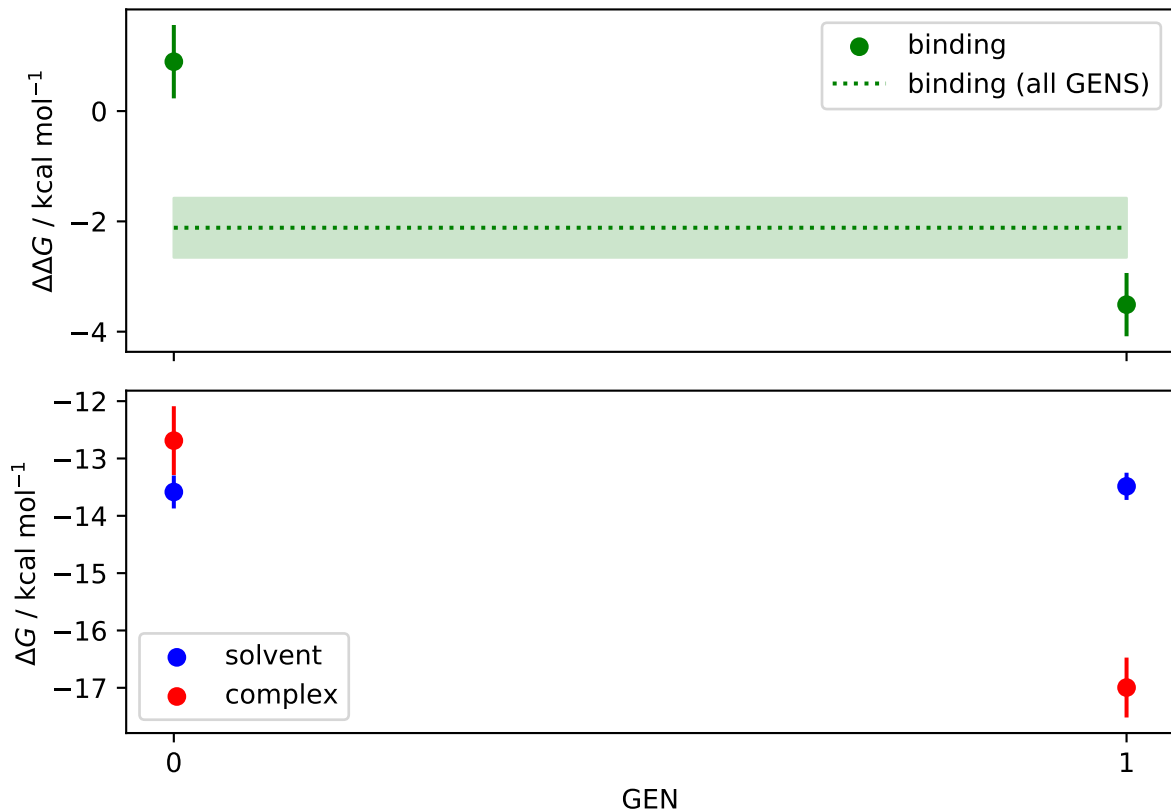 binding
binding (all GENS)
ΔΔG / kcal mol⁻¹
0
−2
−4
ΔG / kcal mol⁻¹
−12
−13
−14
−15
−16
−17
solvent
complex
0
1
GEN